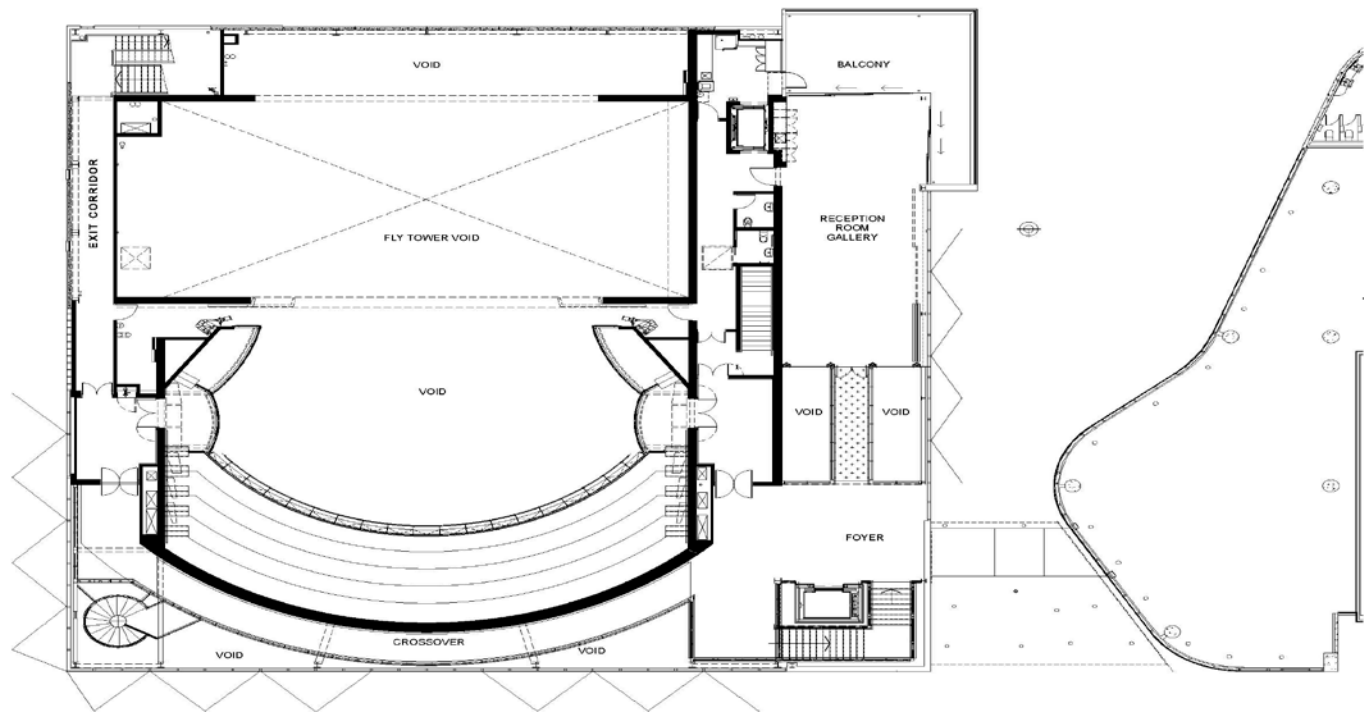 VOID
BALCONY
EXIT CORRIDOR
FLY TOWER VOID
RECEPTION
ROOM
GALLERY
VOID
VOID
VOID
FOYER
CROSSOVER
VOID
VOID